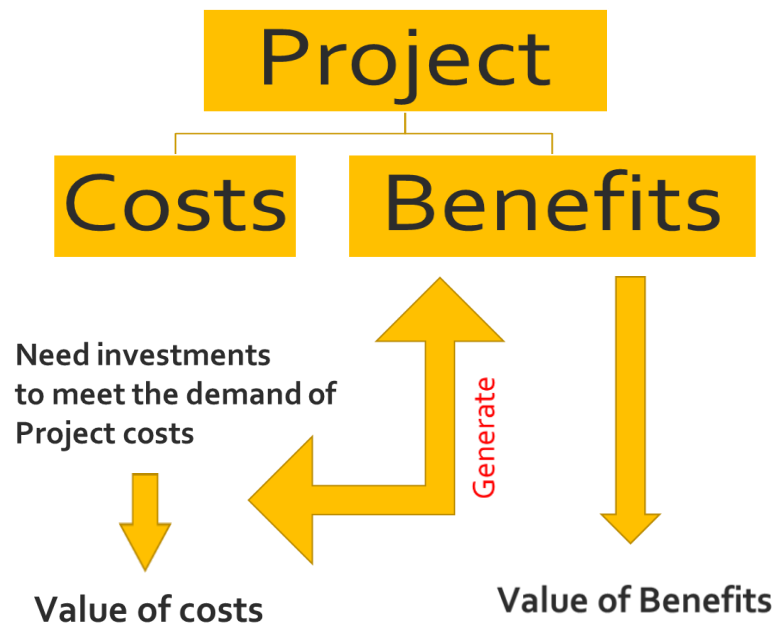 Project
Costs
Benefits
Need investments
to meet the demand of
Project costs
Generate
Value of costs
Value of Benefits